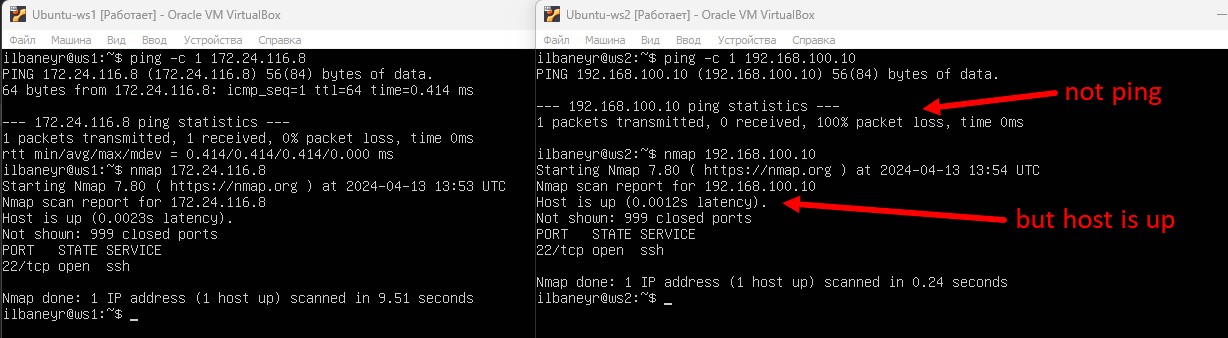 Ubuntu-ws1 [Работает] - Oracle VM VirtualBox
Файл Машина Вид Ввод Устройства Справка
ilbaneyr@ws1:~$ ping -c 1 172.24.116.8
PING 172.24.116.8 (172.24.116.8) 56(84) bytes of data.
64 bytes from 172.24.116.8: icmp_seq=1 ttl=64 time=0.414 ms
--- 172.24.116.8 ping statistics ---
1 packets transmitted, 1 received, 0% packet loss, time 0ms
rtt min/avg/max/mdev = 0.414/0.414/0.414/0.000 ms
ilbaneyr@ws1:~$ nmap 172.24.116.8
Starting Nmap 7.80 ( https://nmap.org ) at 2024-04-13 13:53 UTC
Nmap scan report for 172.24.116.8
Host is up (0.0023s latency).
Not shown: 999 closed ports
PORT   STATE SERVICE
22/tcp open  ssh
Nmap done: 1 IP address (1 host up) scanned in 9.51 seconds
ilbaneyr@ws1:~$ _
Ubuntu-ws2 [Работает] - Oracle VM VirtualBox
Файл Машина Вид Ввод Устройства Справка
ilbaneyr@ws2:~$ ping -c 1 192.168.100.10
PING 192.168.100.10 (192.168.100.10) 56(84) bytes of data.
--- 192.168.100.10 ping statistics ---
not ping
1 packets transmitted, 0 received, 100% packet loss, time 0ms
ilbaneyr@ws2:~$ nmap 192.168.100.10
Starting Nmap 7.80 ( https://nmap.org ) at 2024-04-13 13:54 UTC
Nmap scan report for 192.168.100.10
Host is up (0.0012s latency).
but host is up
Not shown: 999 closed ports
PORT   STATE SERVICE
22/tcp open  ssh
Nmap done: 1 IP address (1 host up) scanned in 0.24 seconds
ilbaneyr@ws2:~$ _